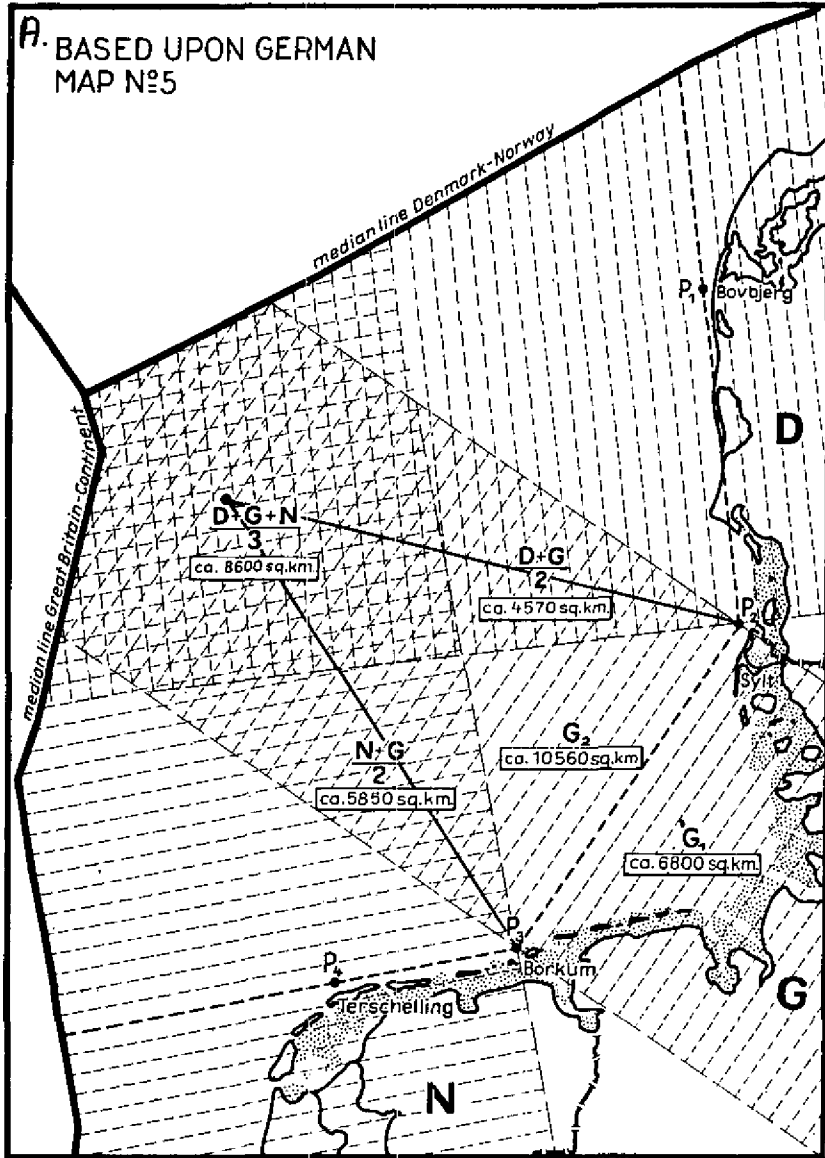 A. BASED UPON GERMAN
MAP Nº5
median line Denmark-Norway
P1 Bovbjerg
D
median line Great Britain-Continent
D+G+N
3
ca. 8600 sq.km.
D+G
2
ca. 4570 sq.km.
P2
Sylt
G2
ca. 10560 sq.km.
N+G
2
ca. 5850 sq.km.
G1
ca. 6800 sq.km.
P3
Borkum
P4
Terschelling
G
N